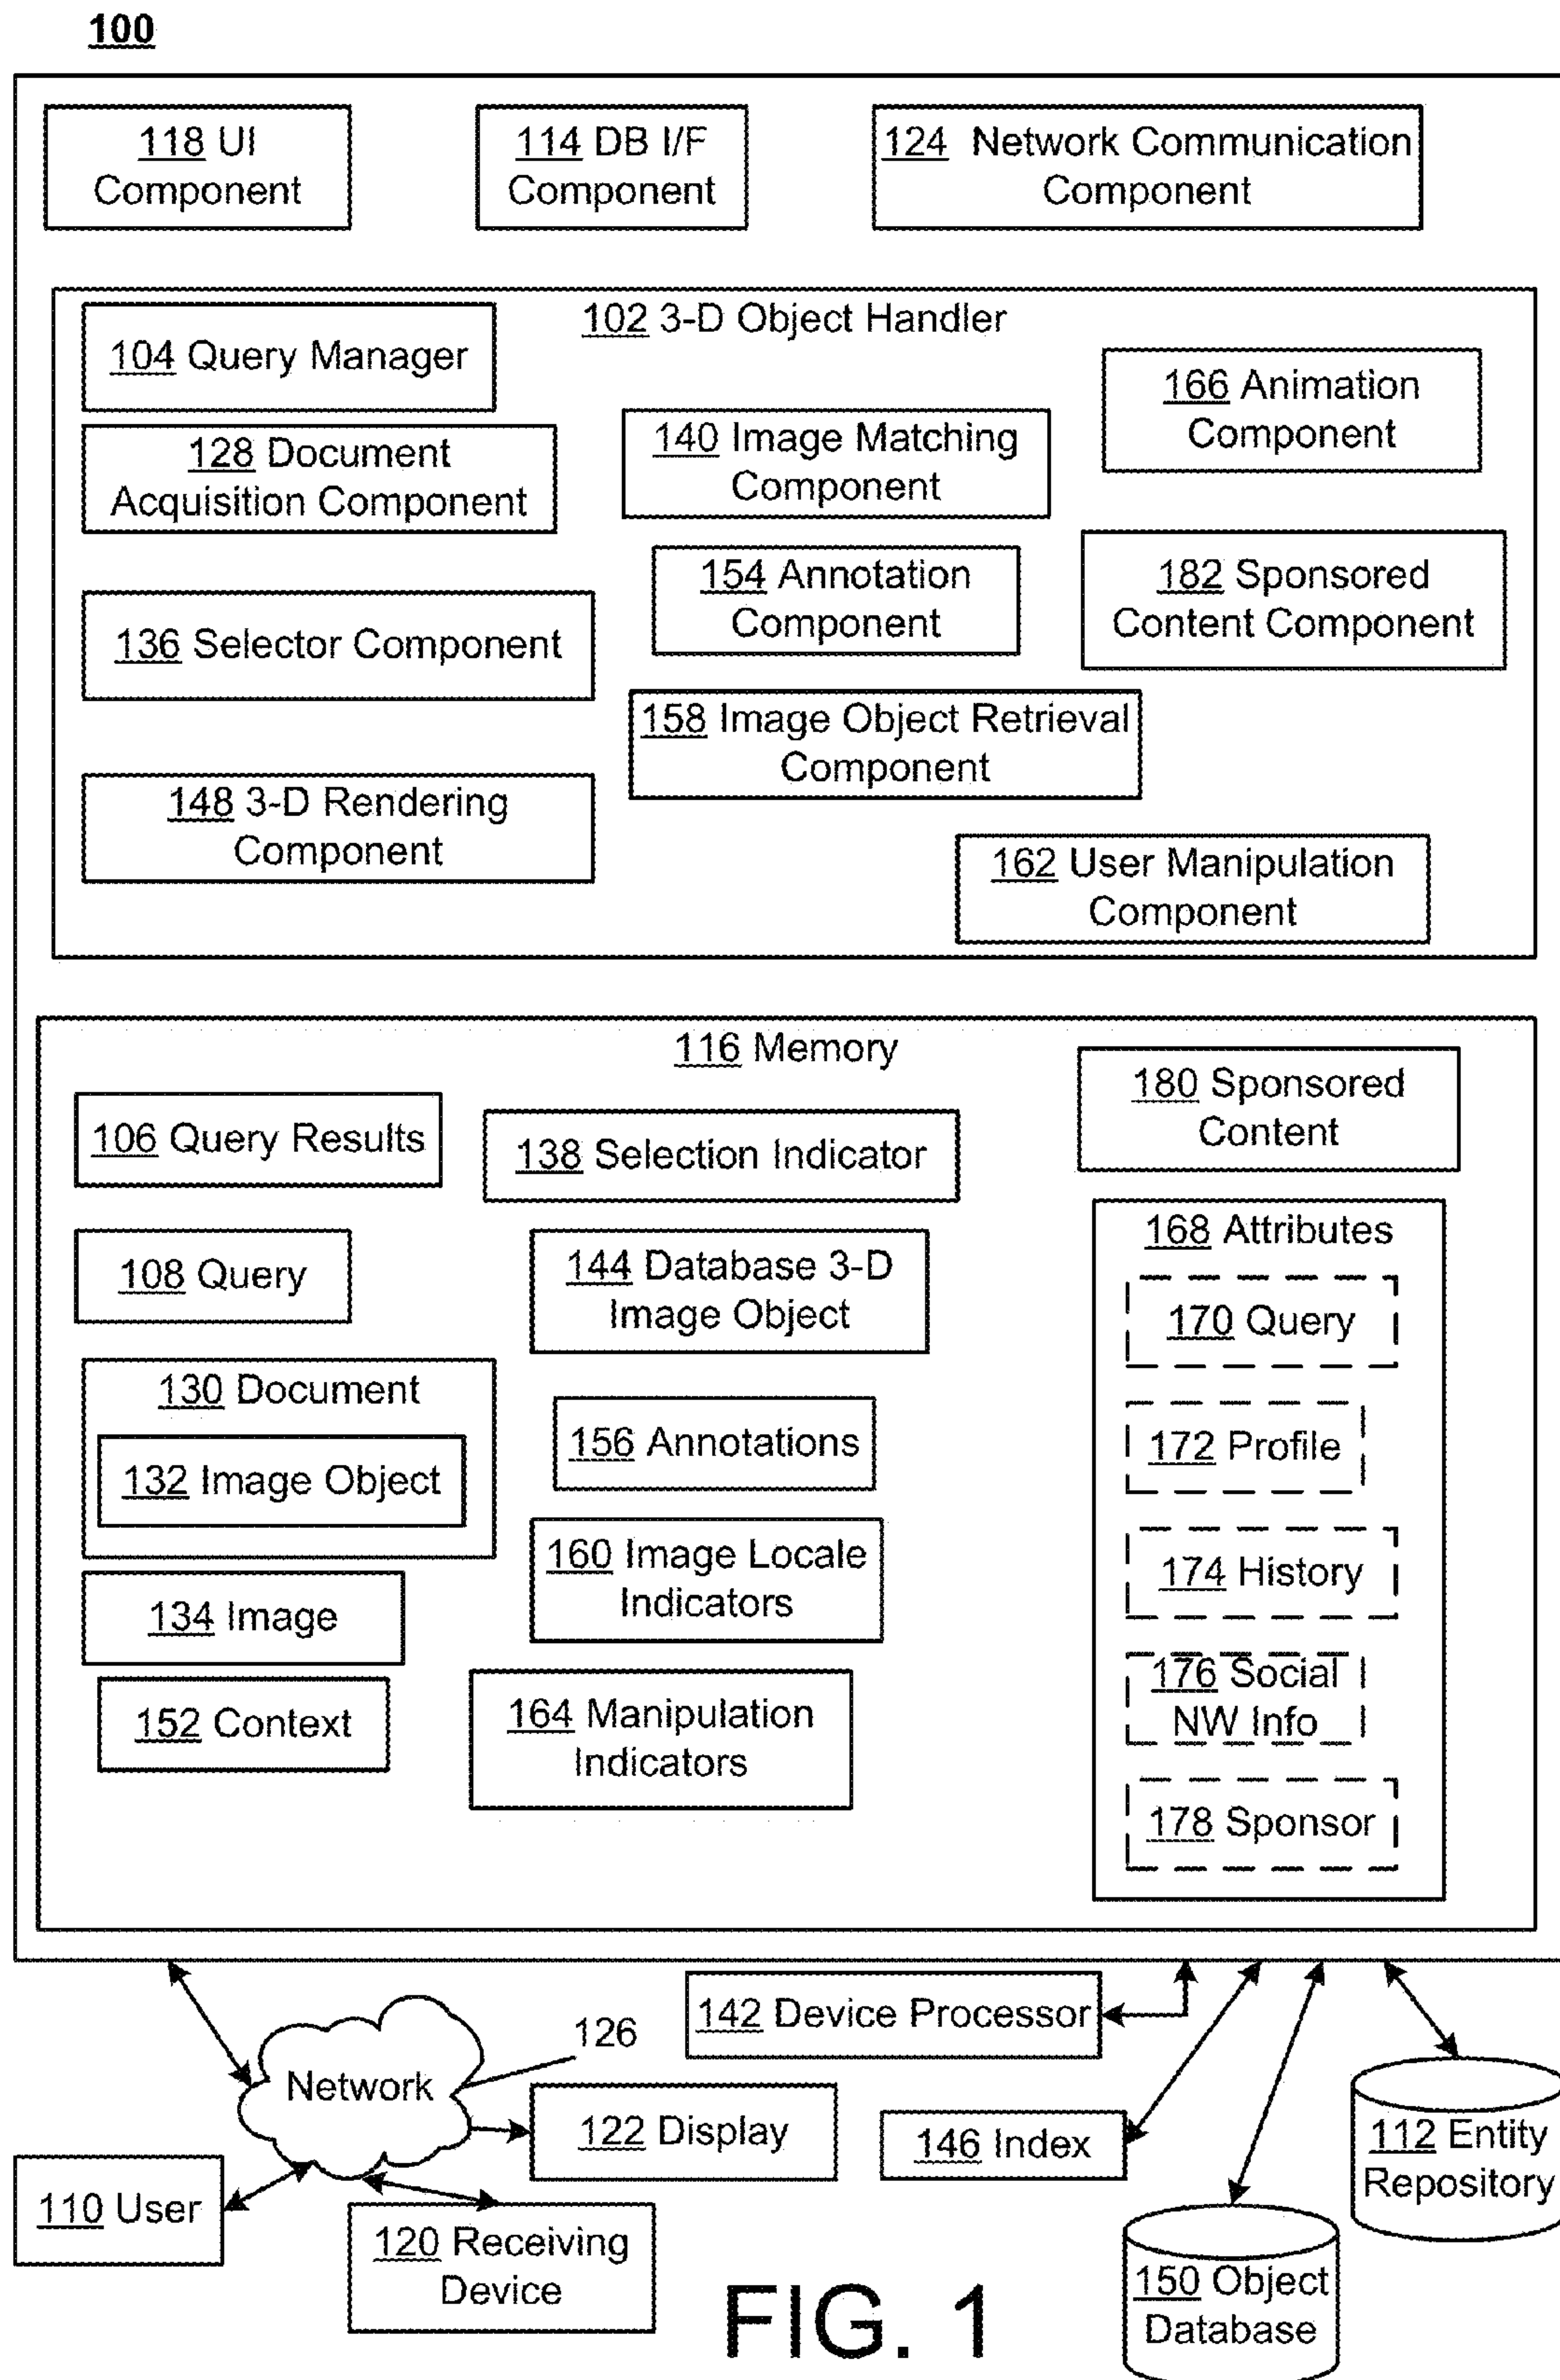 100
118 UI
Component
114 DB I/F
Component
124 Network Communication
Component
102 3-D Object Handler
104 Query Manager
128 Document
Acquisition Component
136 Selector Component
148 3-D Rendering
Component
140 Image Matching
Component
154 Annotation
Component
158 Image Object Retrieval
Component
166 Animation
Component
182 Sponsored
Content Component
162 User Manipulation
Component
116 Memory
106 Query Results
108 Query
130 Document
132 Image Object
134 Image
152 Context
138 Selection Indicator
144 Database 3-D
Image Object
156 Annotations
160 Image Locale
Indicators
164 Manipulation
Indicators
180 Sponsored
Content
168 Attributes
170 Query
172 Profile
174 History
176 Social
NW Info
178 Sponsor
142 Device Processor
126
Network
122 Display
146 Index
112 Entity
Repository
110 User
120 Receiving
Device
150 Object
Database
FIG. 1